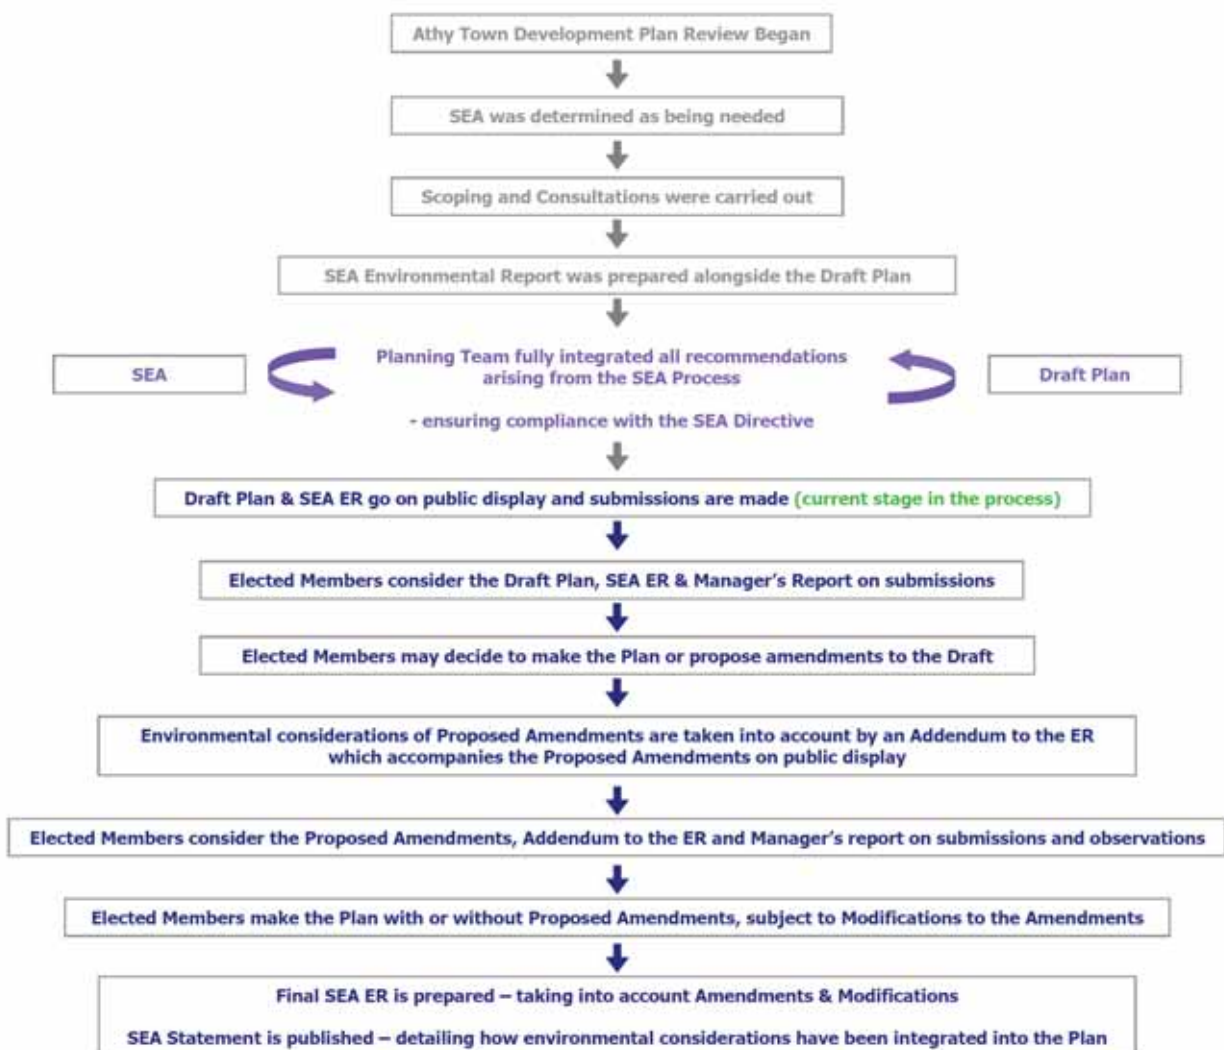 Athy Town Development Plan Review Began
SEA was determined as being needed
Scoping and Consultations were carried out
SEA Environmental Report was prepared alongside the Draft Plan
SEA
Planning Team fully integrated all recommendations
arising from the SEA Process
- ensuring compliance with the SEA Directive
Draft Plan
Draft Plan & SEA ER go on public display and submissions are made (current stage in the process)
Elected Members consider the Draft Plan, SEA ER & Manager's Report on submissions
Elected Members may decide to make the Plan or propose amendments to the Draft
Environmental considerations of Proposed Amendments are taken into account by an Addendum to the ER
which accompanies the Proposed Amendments on public display
Elected Members consider the Proposed Amendments, Addendum to the ER and Manager's report on submissions and observations
Elected Members make the Plan with or without Proposed Amendments, subject to Modifications to the Amendments
Final SEA ER is prepared – taking into account Amendments & Modifications
SEA Statement is published – detailing how environmental considerations have been integrated into the Plan